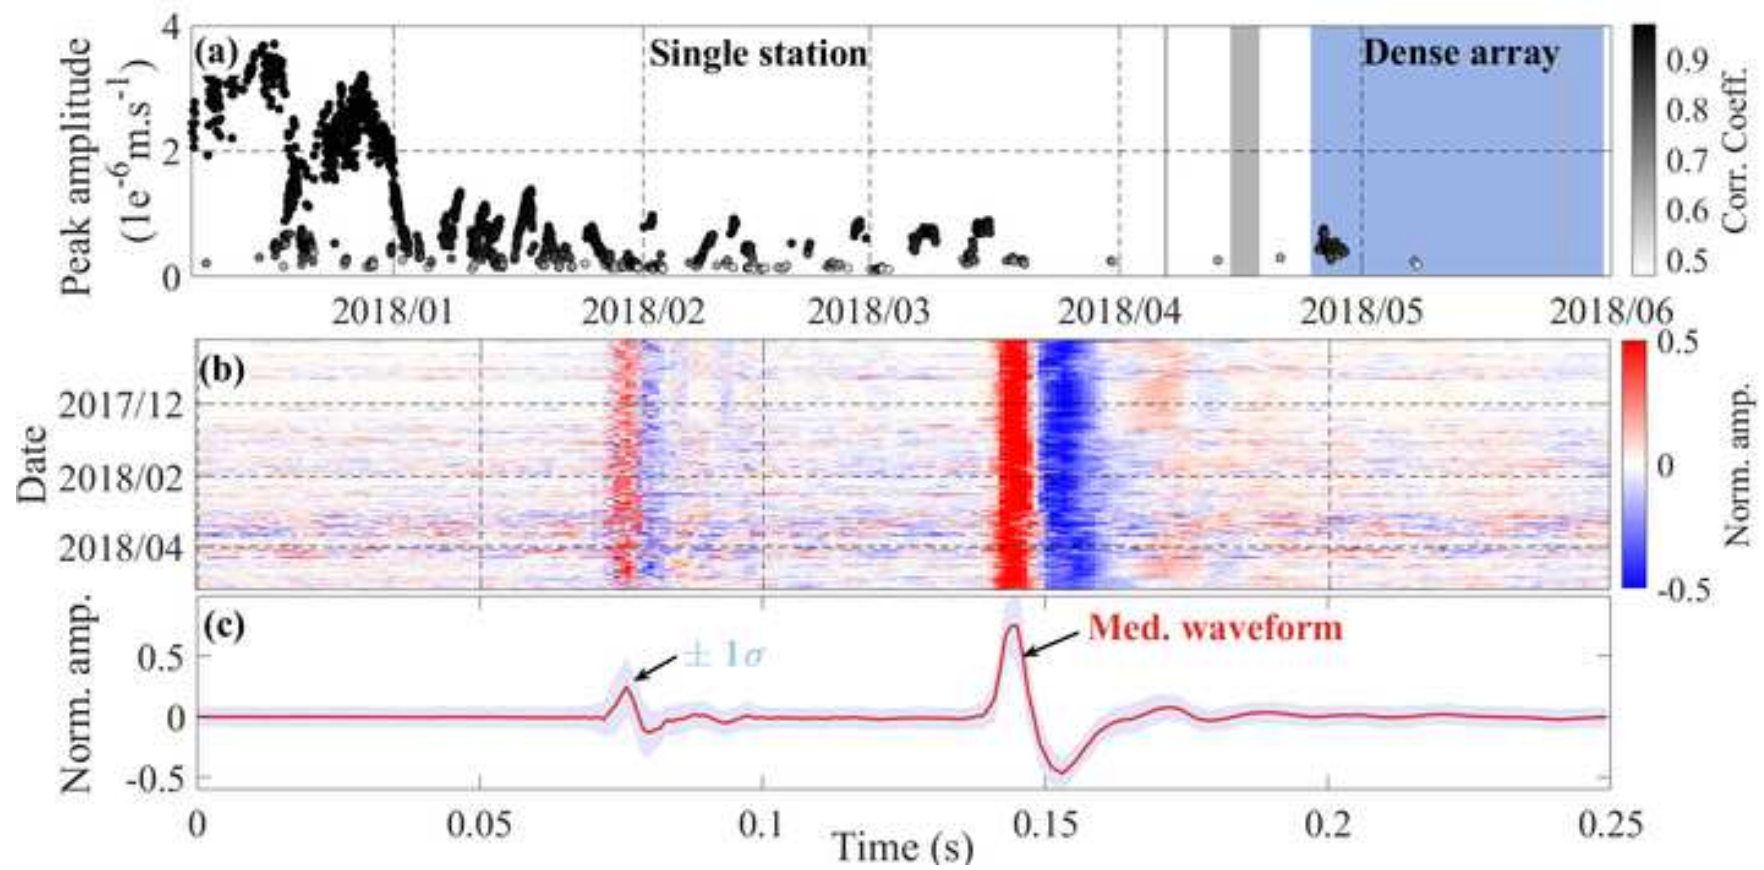 (a) Single station Dense array
Peak amplitude
(1e⁻⁶m.s⁻¹)
4
2
0
2018/01 2018/02 2018/03 2018/04 2018/05 2018/06
0.9
0.8
0.7
0.6
0.5
Corr. Coeff.
(b)
Date
2017/12
2018/02
2018/04
0.5
0
-0.5
Norm. amp.
(c)
± 1σ
Med. waveform
Norm. amp.
0.5
0
-0.5
0 0.05 0.1 0.15 0.2 0.25
Time (s)